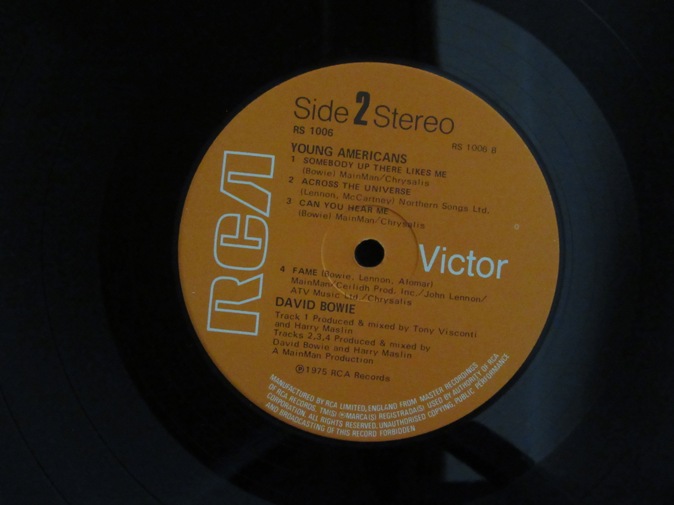 Side 2 Stereo
RS 1006
RS 1006 B
YOUNG AMERICANS
1 SOMEBODY UP THERE LIKES ME
(Bowie) MainMan/Chrysalis
2 ACROSS THE UNIVERSE
(Lennon, McCartney) Northern Songs Ltd.
3 CAN YOU HEAR ME
(Bowie) MainMan/Chrysalis
RCA
Victor
4 FAME (Bowie, Lennon, Alomar)
MainMan/Ceilidh Prod. Inc./John Lennon/
ATV Music Ltd./Chrysalis
DAVID BOWIE
Track 1 Produced & mixed by Tony Visconti
and Harry Maslin
Tracks 2,3,4 Produced & mixed by
David Bowie and Harry Maslin
A MainMan Production
Ⓟ1975 RCA Records
MANUFACTURED BY RCA LIMITED, ENGLAND FROM MASTER RECORDINGS
OF RCA RECORDS. TM(S) ® MARCA(S) REGISTRADA(S) USED BY AUTHORITY OF RCA
CORPORATION. ALL RIGHTS RESERVED. UNAUTHORISED COPYING, PUBLIC PERFORMANCE
AND BROADCASTING OF THIS RECORD FORBIDDEN